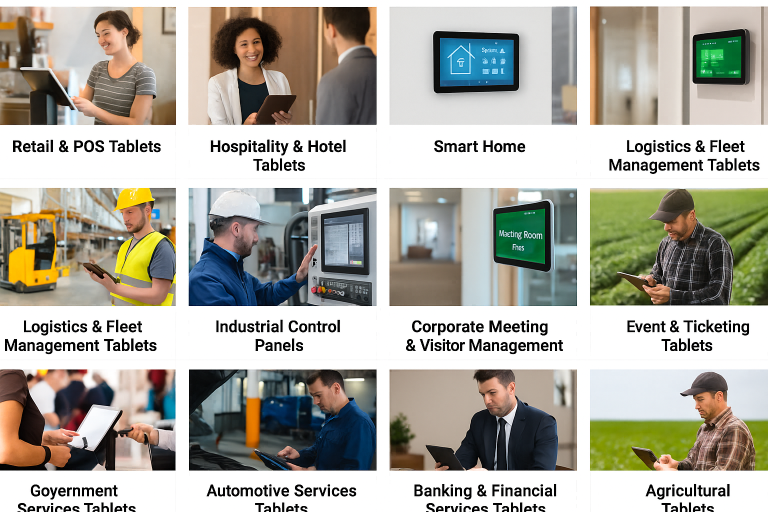 Retail & POS Tablets
Hospitality & Hotel
Tablets
Smart Home
Logistics & Fleet
Management Tablets
Macting Room
Fhrs
Logistics & Fleet
Management Tablets
Industrial Control
Panels
Corporate Meeting
& Visitor Management
Event & Ticketing
Tablets
Goyernment
Services Tablets
Automotive Services
Tablets
Banking & Financial
Services Tablets
Agricultural
Tablets